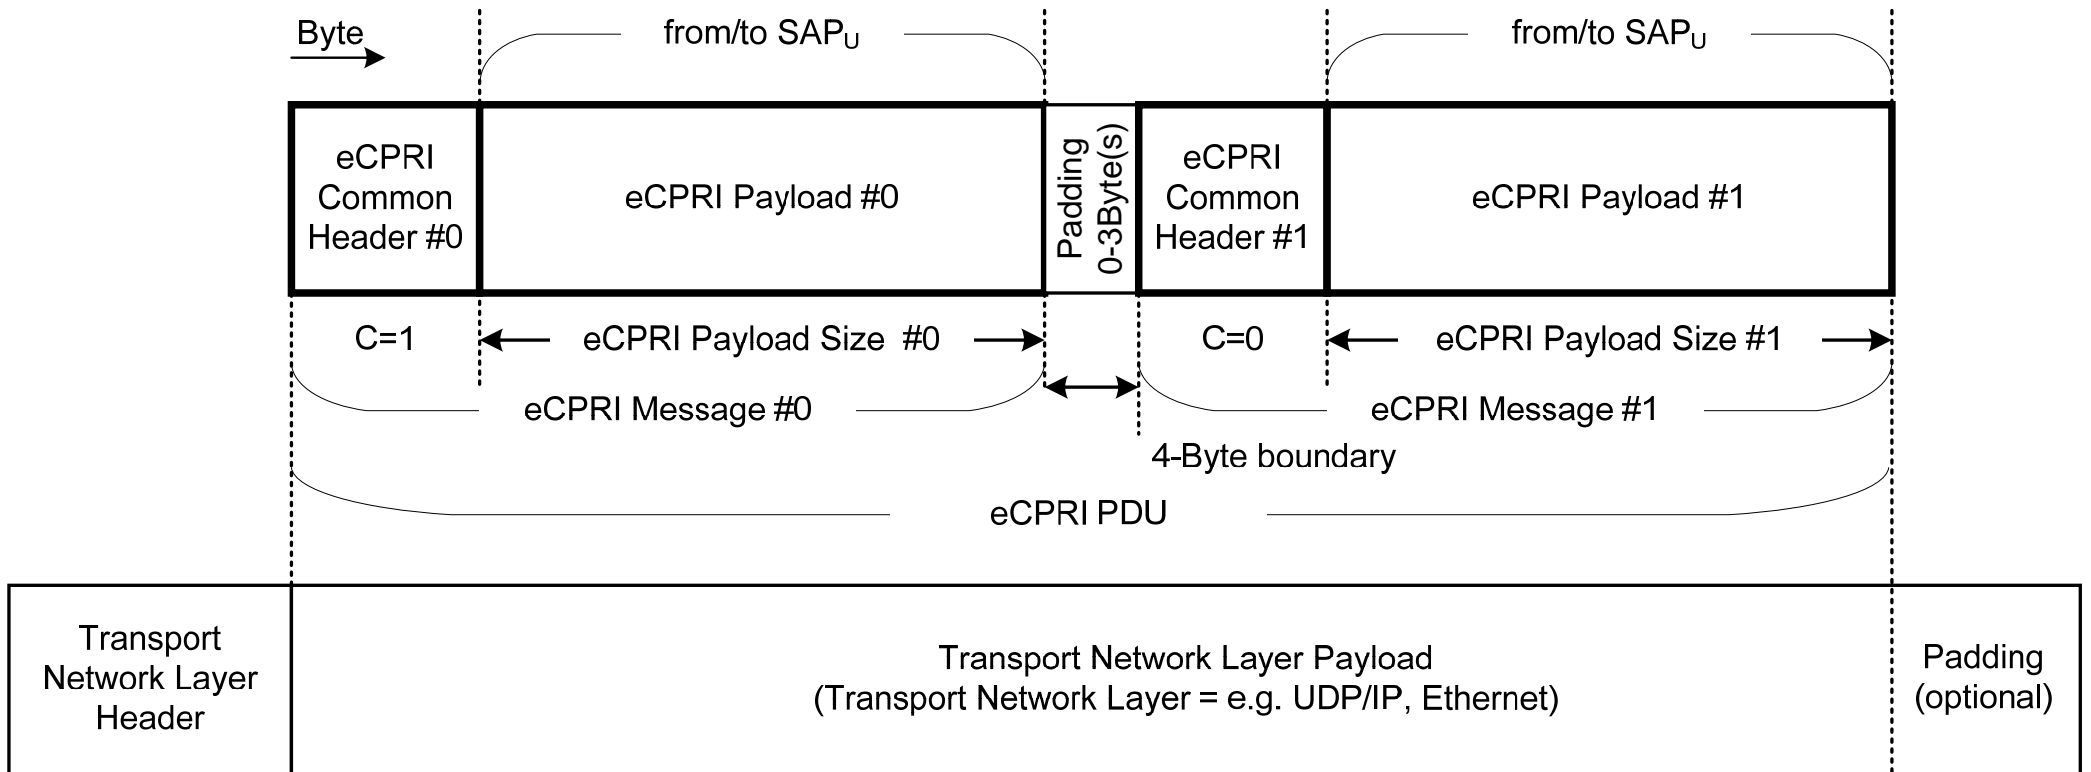 Byte
from/to SAPU
from/to SAPU
eCPRI
Common
Header #0
eCPRI Payload #0
Padding
0-3Byte(s)
eCPRI
Common
Header #1
eCPRI Payload #1
C=1
eCPRI Payload Size #0
C=0
eCPRI Payload Size #1
eCPRI Message #0
eCPRI Message #1
4-Byte boundary
eCPRI PDU
Transport
Network Layer
Header
Transport Network Layer Payload
(Transport Network Layer = e.g. UDP/IP, Ethernet)
Padding
(optional)